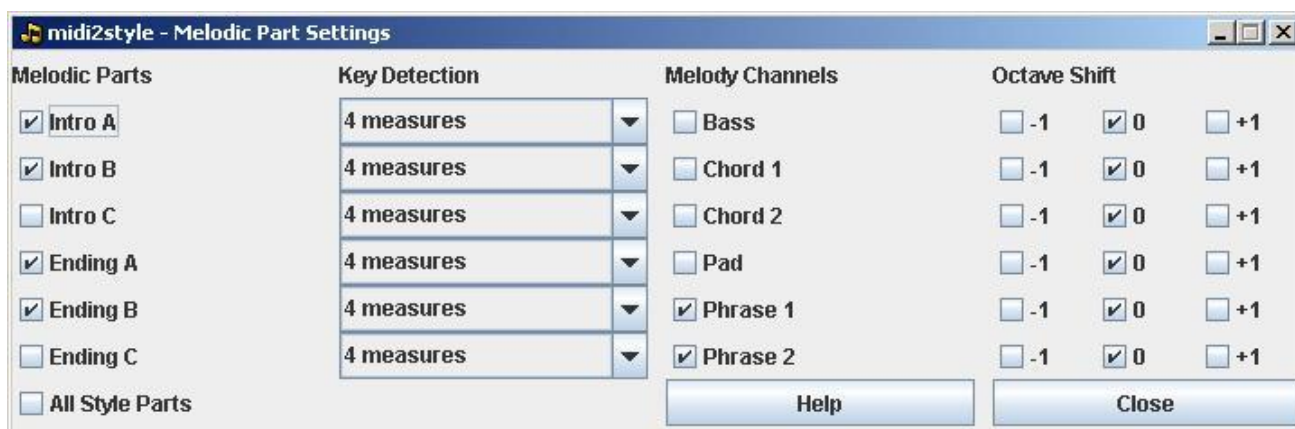 midi2style - Melodic Part Settings
Melodic Parts Key Detection Melody Channels Octave Shift
Intro A 4 measures Bass -1 0 +1
Intro B 4 measures Chord 1 -1 0 +1
Intro C 4 measures Chord 2 -1 0 +1
Ending A 4 measures Pad -1 0 +1
Ending B 4 measures Phrase 1 -1 0 +1
Ending C 4 measures Phrase 2 -1 0 +1
All Style Parts Help Close